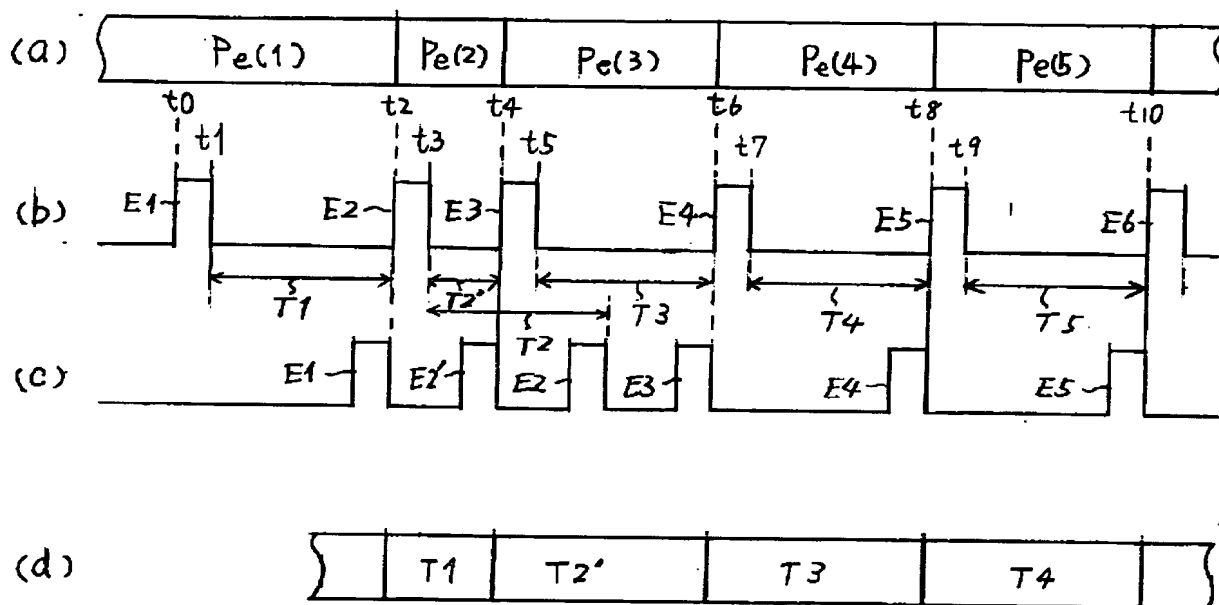 (a) Pe(1) Pe(2) Pe(3) Pe(4) Pe(5)
t0 t2 t4 t6 t8 t10
t1 t3 t5 t7 t9
(b) E1 E2 E3 E4 E5 E6
T1 T2' T3 T4 T5
T2
(c) E1 E2' E2 E3 E4 E5
(d) T1 T2' T3 T4